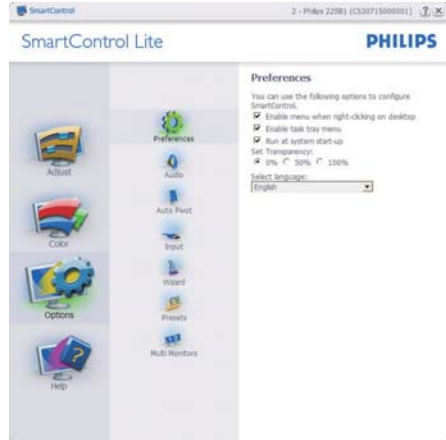 SmartControl
2 - Philips 225B1 (CS30715000001)
SmartControl Lite
PHILIPS
Adjust
Color
Options
Help
Preferences
Audio
Auto Pivot
Input
Wizard
Presets
Multi Monitors
Preferences
You can use the following options to configure
SmartControl.
Enable menu when right-clicking on desktop
Enable task tray menu
Run at system start-up
Set Transparency:
0% 50% 100%
Select language:
English